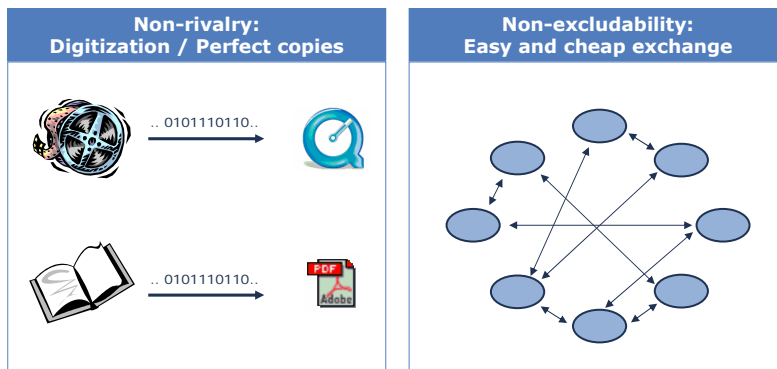 Non-rivalry:
Digitization / Perfect copies
.. 0101110110..
.. 0101110110..
PDF
Adobe
Non-excludability:
Easy and cheap exchange